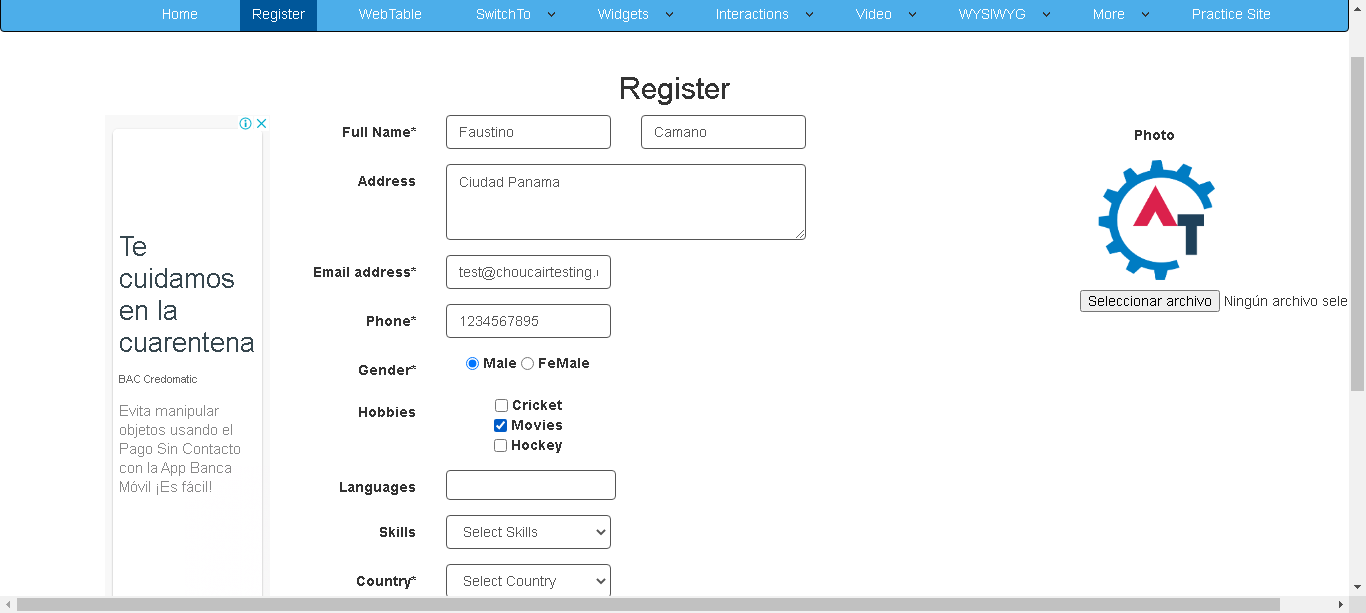 Home Register WebTable SwitchTo Widgets Interactions Video WYSIWYG More Practice Site
Register
Te
cuidamos
en la
cuarentena
BAC Credomatic
Evita manipular
objetos usando el
Pago Sin Contacto
con la App Banca
Móvil ¡Es fácil!
Full Name* Faustino Camano
Address Ciudad Panama
Email address* test@choucairtesting.
Phone* 1234567895
Gender* Male FeMale
Hobbies Cricket
Movies
Hockey
Languages
Skills Select Skills
Country* Select Country
Photo
AT
Seleccionar archivo Ningún archivo sele